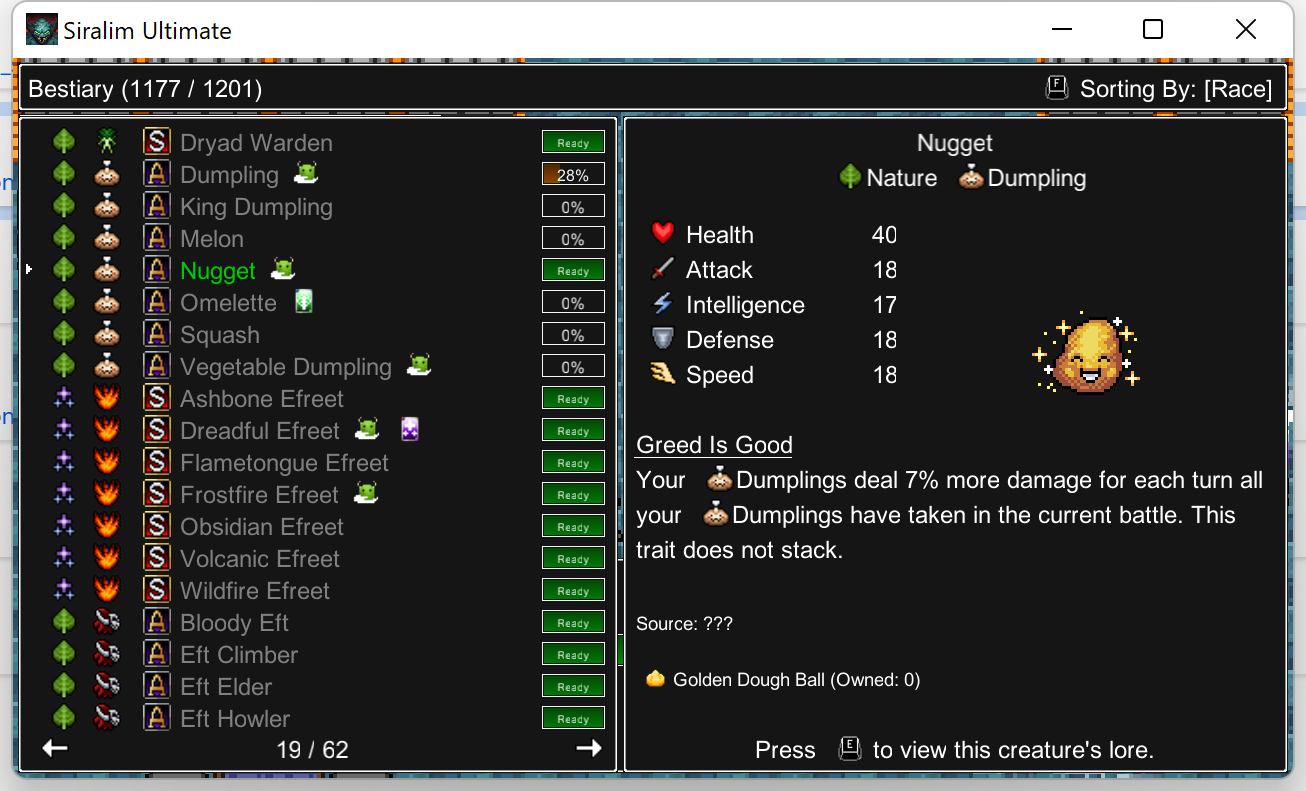 Siralim Ultimate
Bestiary (1177 / 1201)
F Sorting By: [Race]
S Dryad Warden Ready
A Dumpling 28%
A King Dumpling 0%
A Melon 0%
A Nugget Ready
A Omelette 0%
A Squash 0%
A Vegetable Dumpling 0%
S Ashbone Efreet Ready
S Dreadful Efreet Ready
S Flametongue Efreet Ready
S Frostfire Efreet Ready
S Obsidian Efreet Ready
S Volcanic Efreet Ready
S Wildfire Efreet Ready
A Bloody Eft Ready
A Eft Climber Ready
A Eft Elder Ready
A Eft Howler Ready
19 / 62
Nugget
Nature Dumpling
Health 40
Attack 18
Intelligence 17
Defense 18
Speed 18
Greed Is Good
Your Dumplings deal 7% more damage for each turn all
your Dumplings have taken in the current battle. This
trait does not stack.
Source: ???
Golden Dough Ball (Owned: 0)
Press E to view this creature's lore.